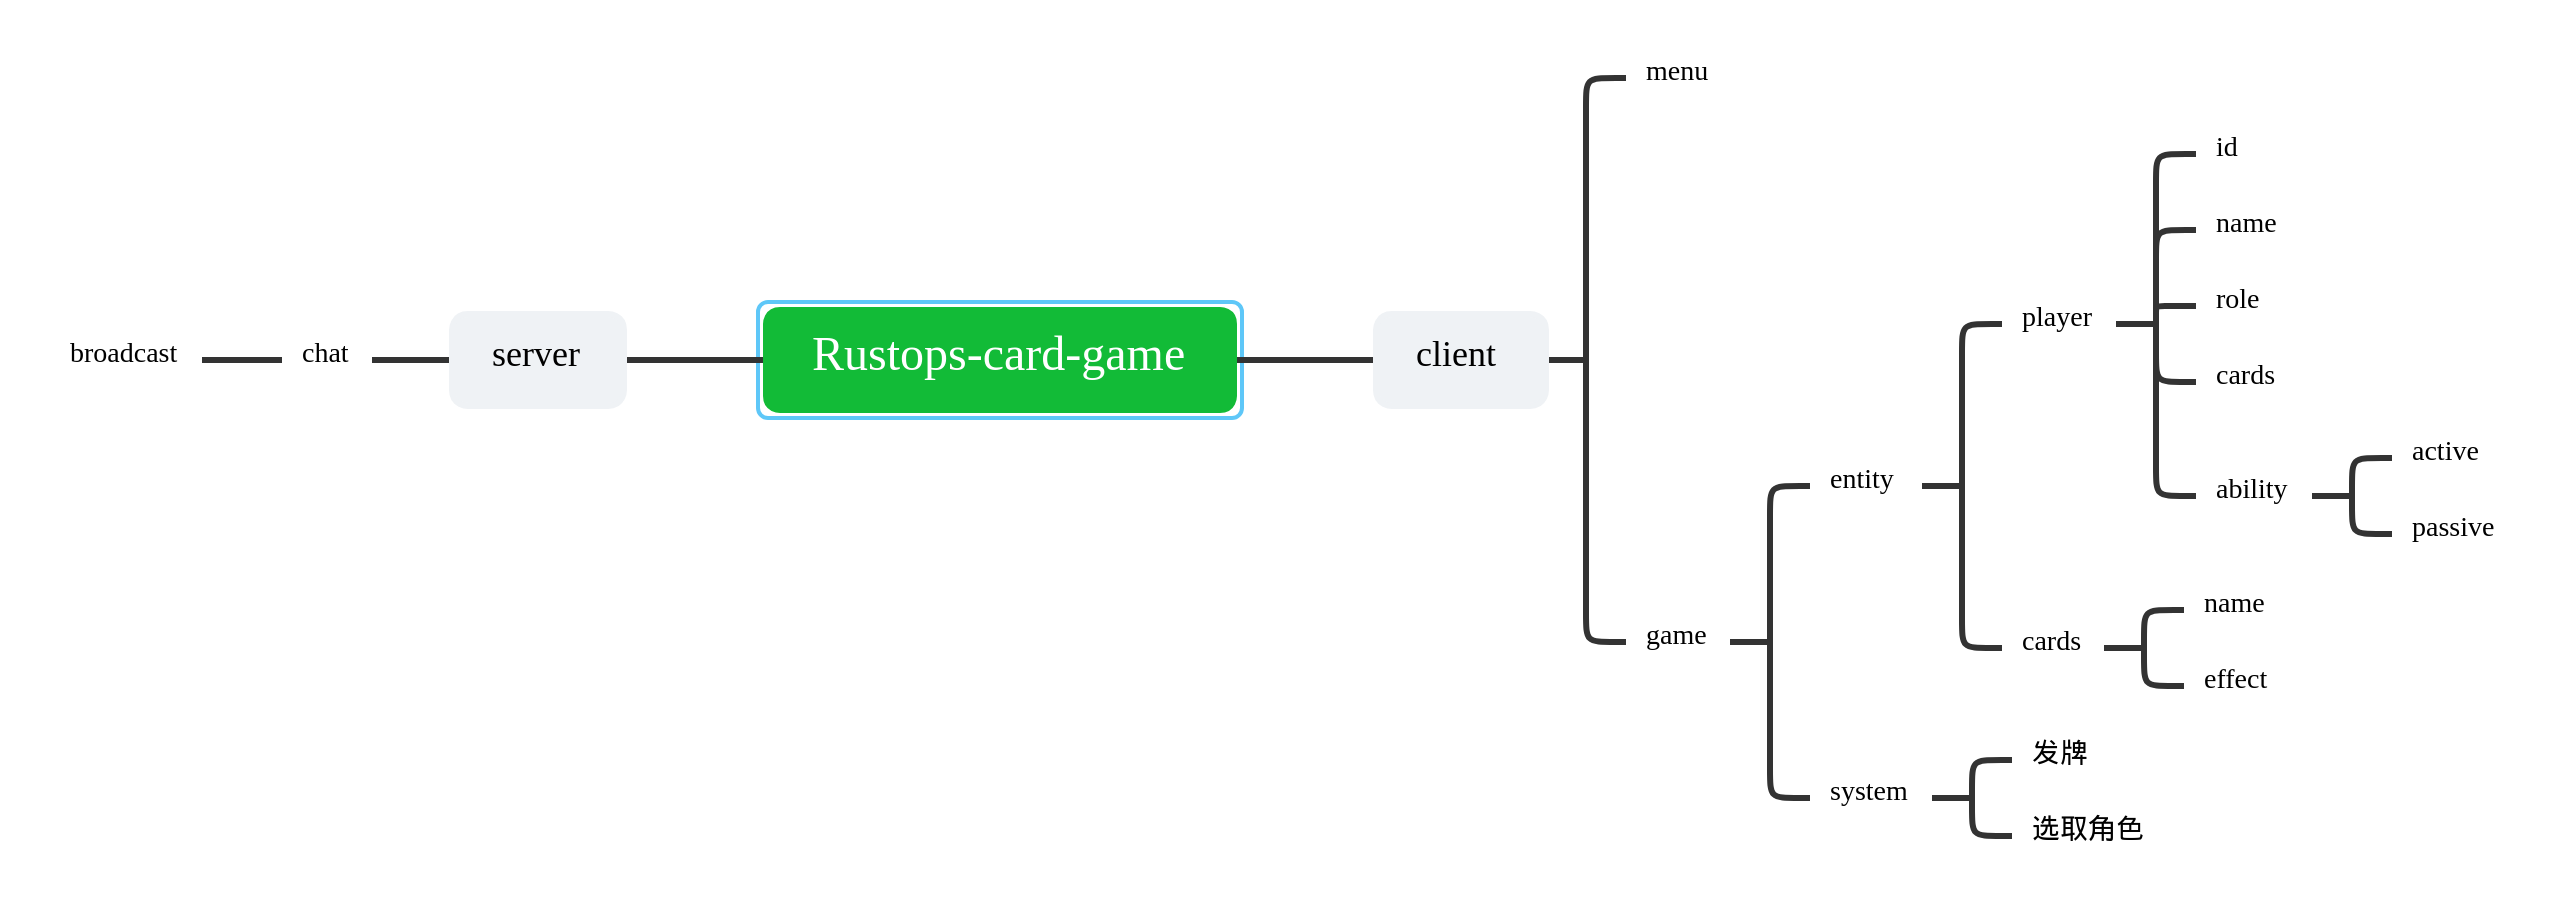 menu
id
name
role
player
cards
broadcast
chat
server
Rustops-card-game
client
active
entity
ability
passive
name
game
cards
effect
发牌
system
选取角色